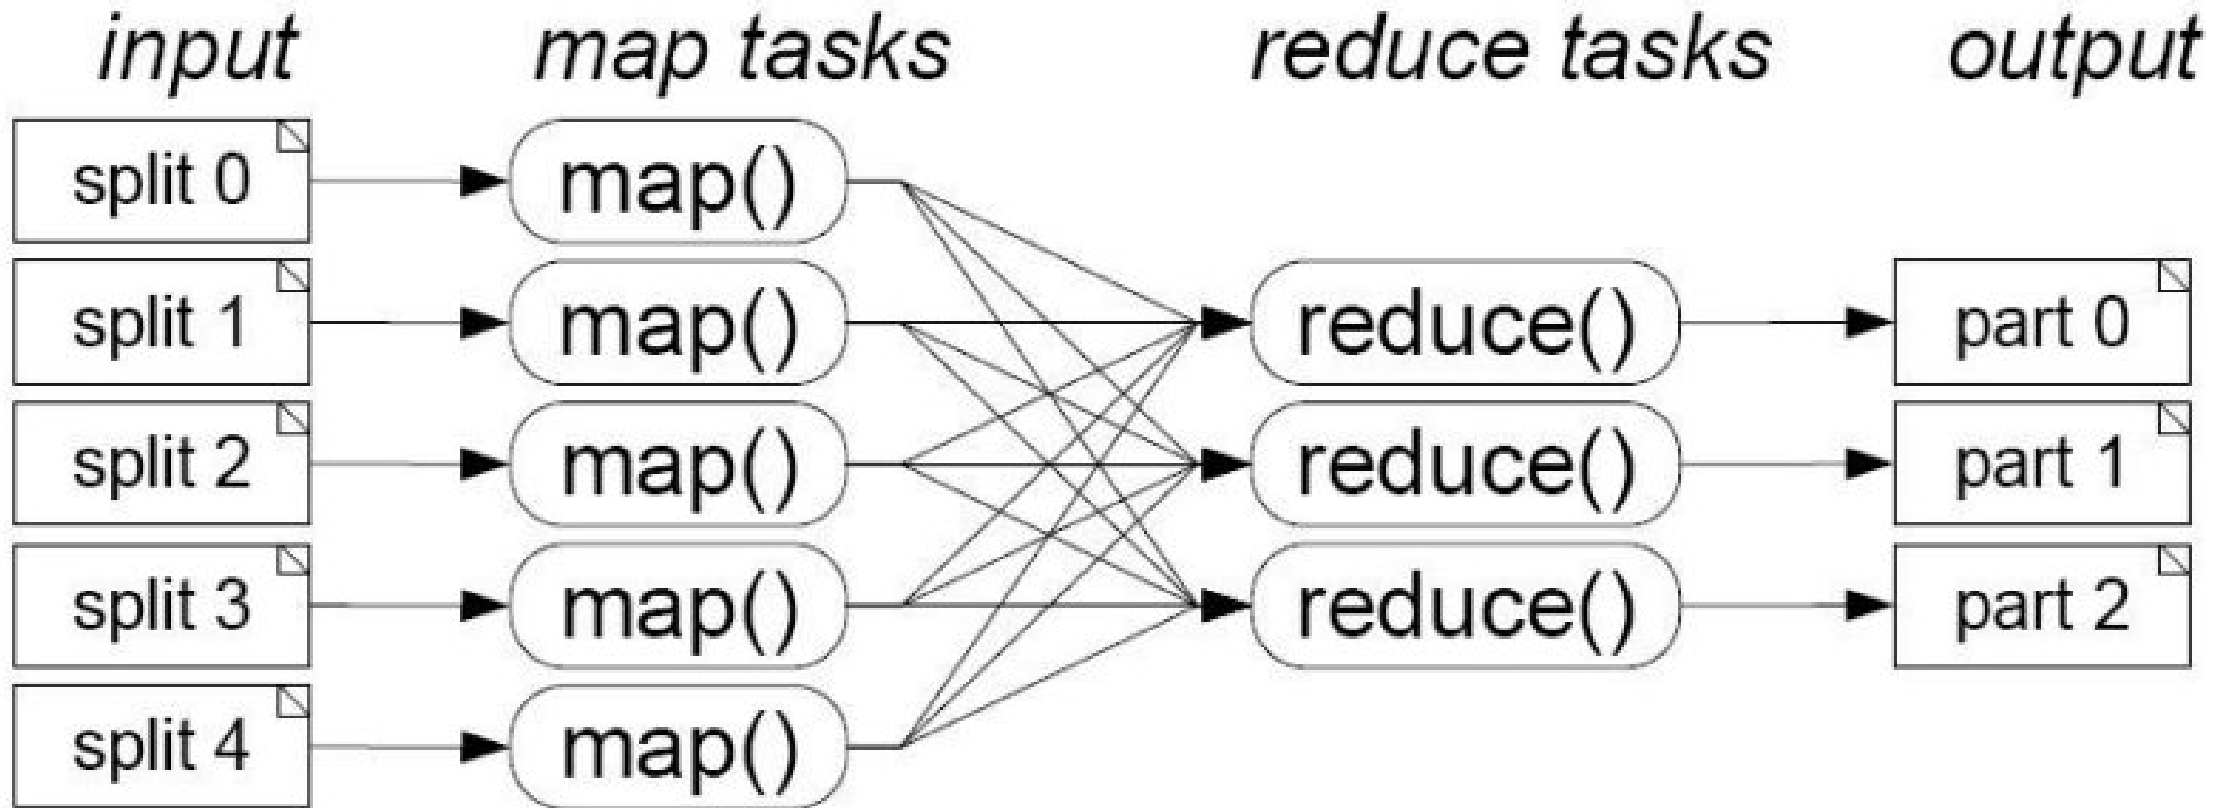 input map tasks reduce tasks output
split 0 map()
split 1 map() reduce() part 0
split 2 map() reduce() part 1
split 3 map() reduce() part 2
split 4 map()